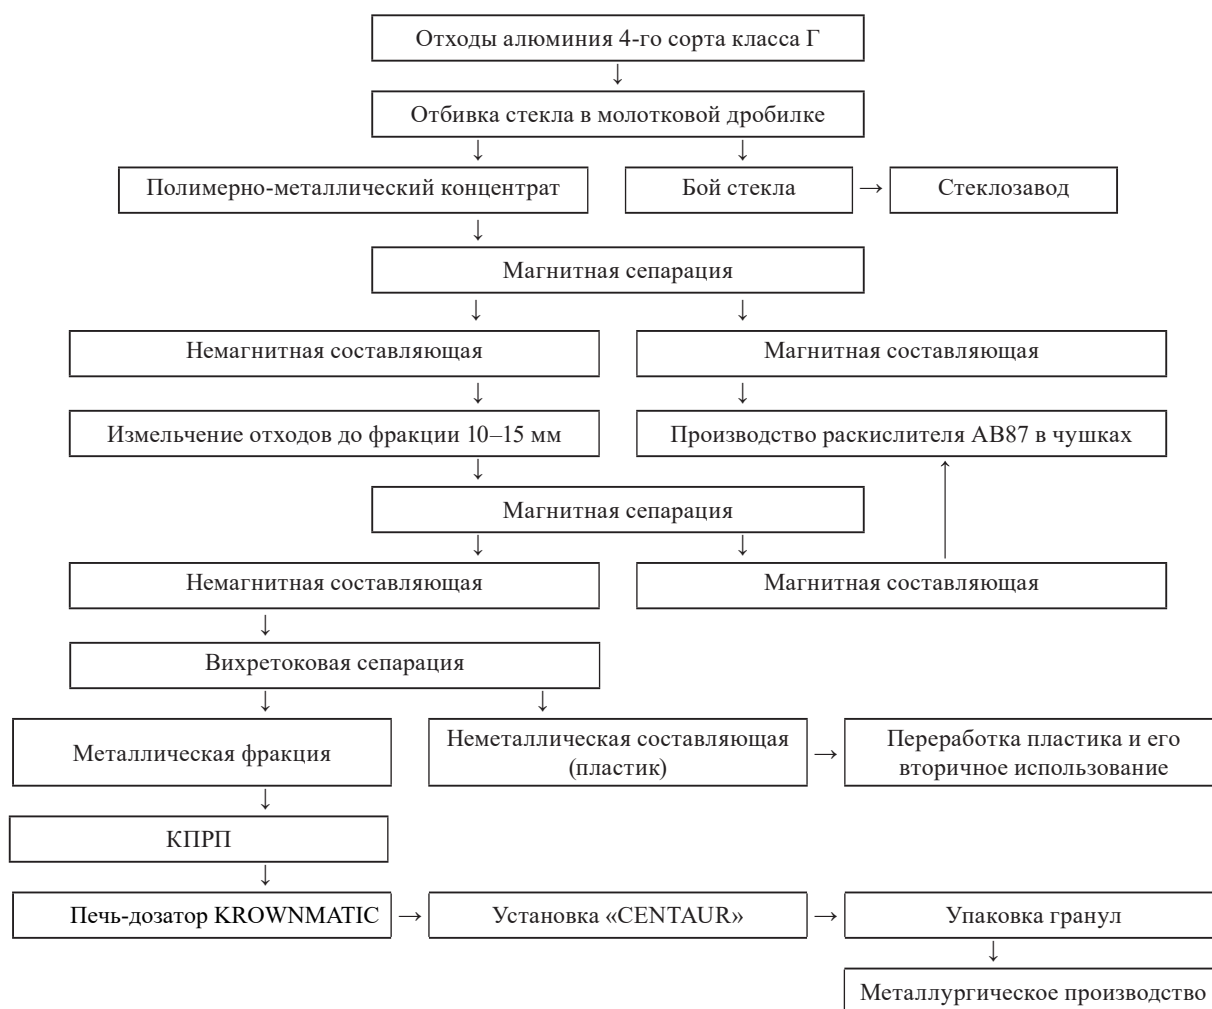 Отходы алюминия 4-го сорта класса Г
↓
Отбивка стекла в молотковой дробилке
↓ ↓
Полимерно-металлический концентрат
Бой стекла → Стеклозавод
↓
Магнитная сепарация
↓ ↓
Немагнитная составляющая
Магнитная составляющая
↓ ↓
Измельчение отходов до фракции 10–15 мм
Производство раскислителя АВ87 в чушках
↓
Магнитная сепарация
↓ ↓
Немагнитная составляющая
Магнитная составляющая
↓
Вихретоковая сепарация
↓ ↓
Металлическая фракция
Неметаллическая составляющая
(пластик)
→
Переработка пластика и его
вторичное использование
↓
КПРП
↓
Печь-дозатор KROWNMATIC → Установка «CENTAUR» → Упаковка гранул
↓
Металлургическое производство